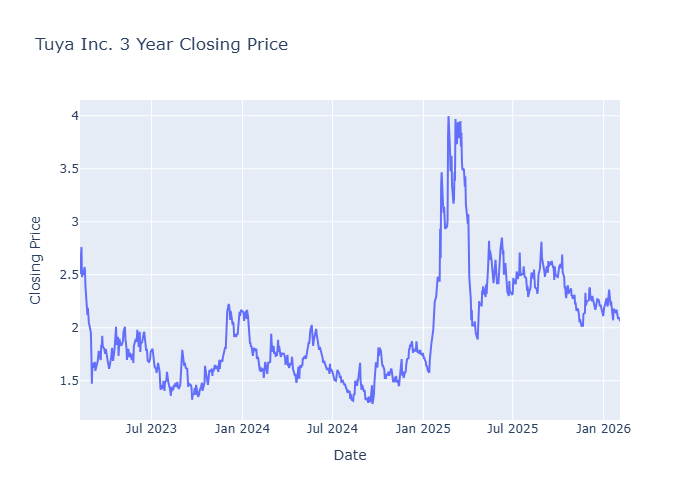 Tuya Inc. 3 Year Closing Price
4
3.5
3
2.5
2
1.5
Closing Price
Jul 2023
Jan 2024
Jul 2024
Jan 2025
Jul 2025
Jan 2026
Date